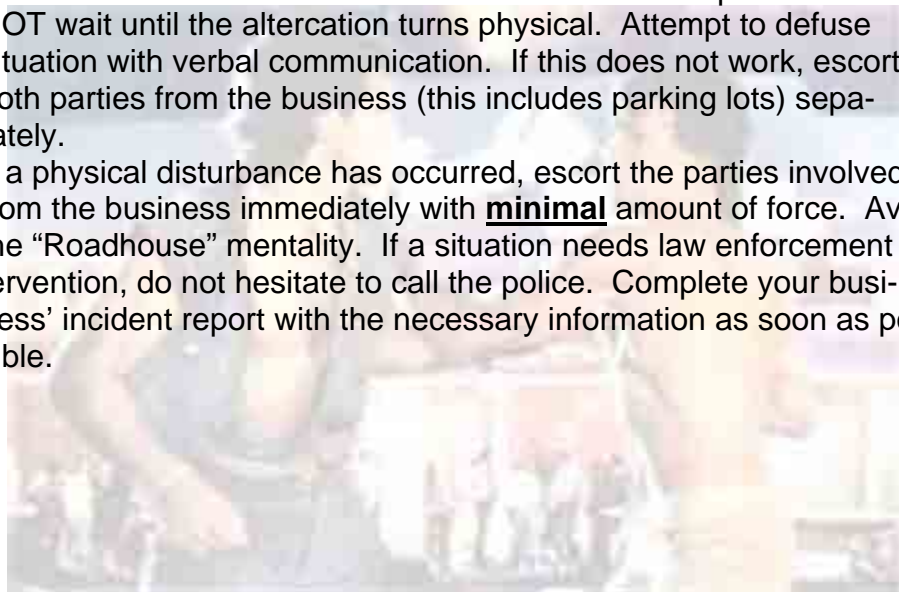 OT wait until the altercation turns physical.  Attempt to defuse
tuation with verbal communication.  If this does not work, escort
oth parties from the business (this includes parking lots) sepa-
ately.
a physical disturbance has occurred, escort the parties involved
om the business immediately with minimal amount of force.  Av
he “Roadhouse” mentality.  If a situation needs law enforcement
ervention, do not hesitate to call the police.  Complete your busi-
ess’ incident report with the necessary information as soon as p
ble.